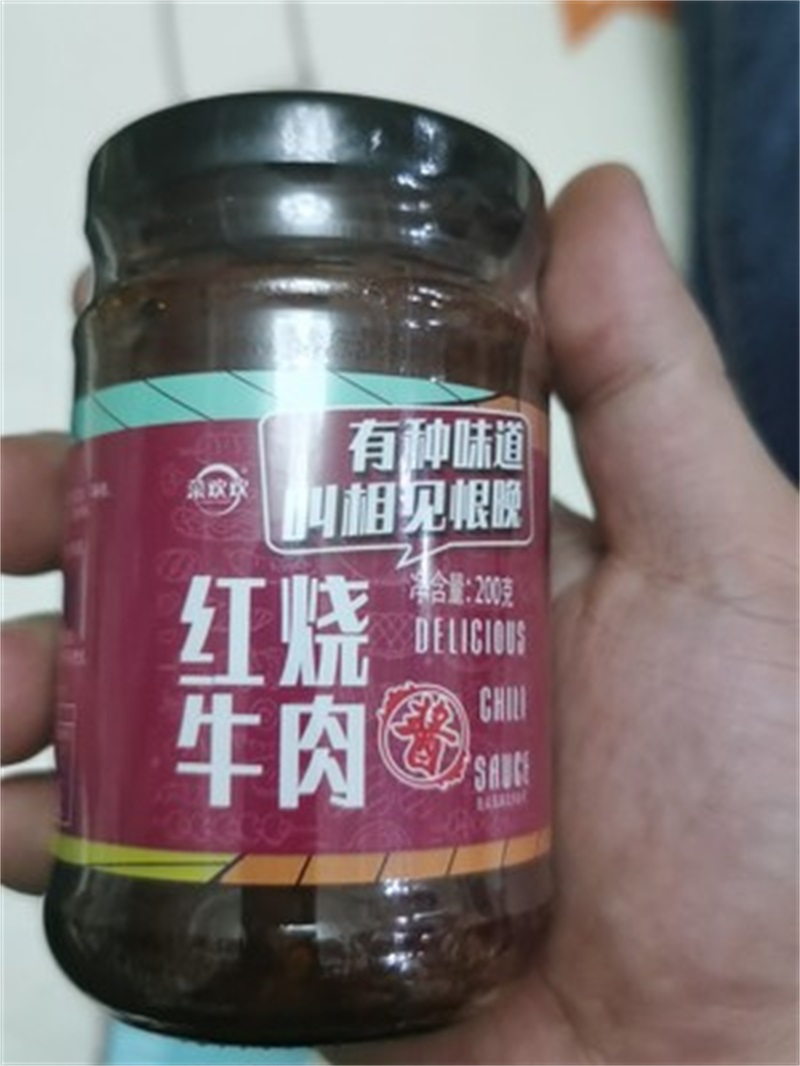 有种味道
叫相见恨晚
净含量:200克
红烧
牛肉
酱
DELICIOUS
CHILI
SAUCE